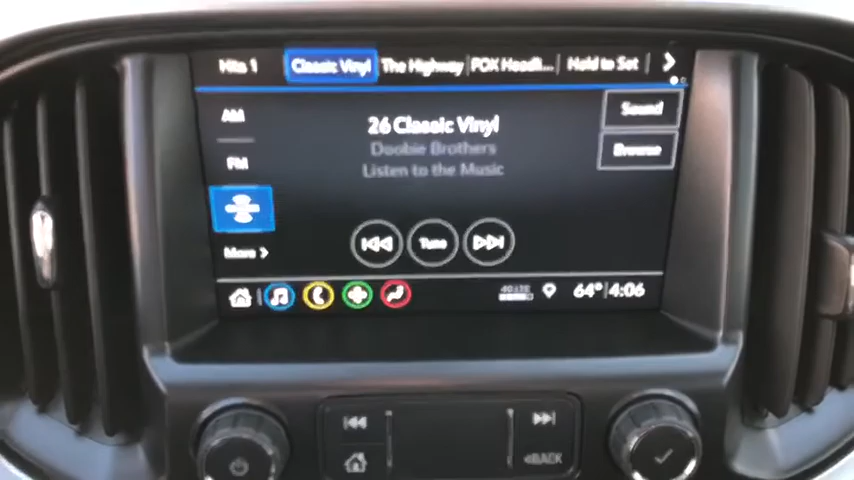 Hits 1
Classic Vinyl
The Highway
FOX Headli...
Hold to Set
AM
26 Classic Vinyl
Sound
Doobie Brothers
Browse
FM
Listen to the Music
More
Tune
64° 4:06
BACK